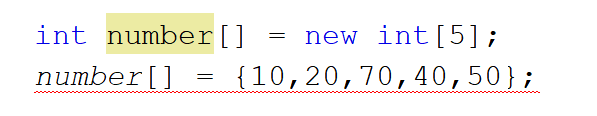 int number[] = new int[5];
number[] = {10,20,70,40,50};